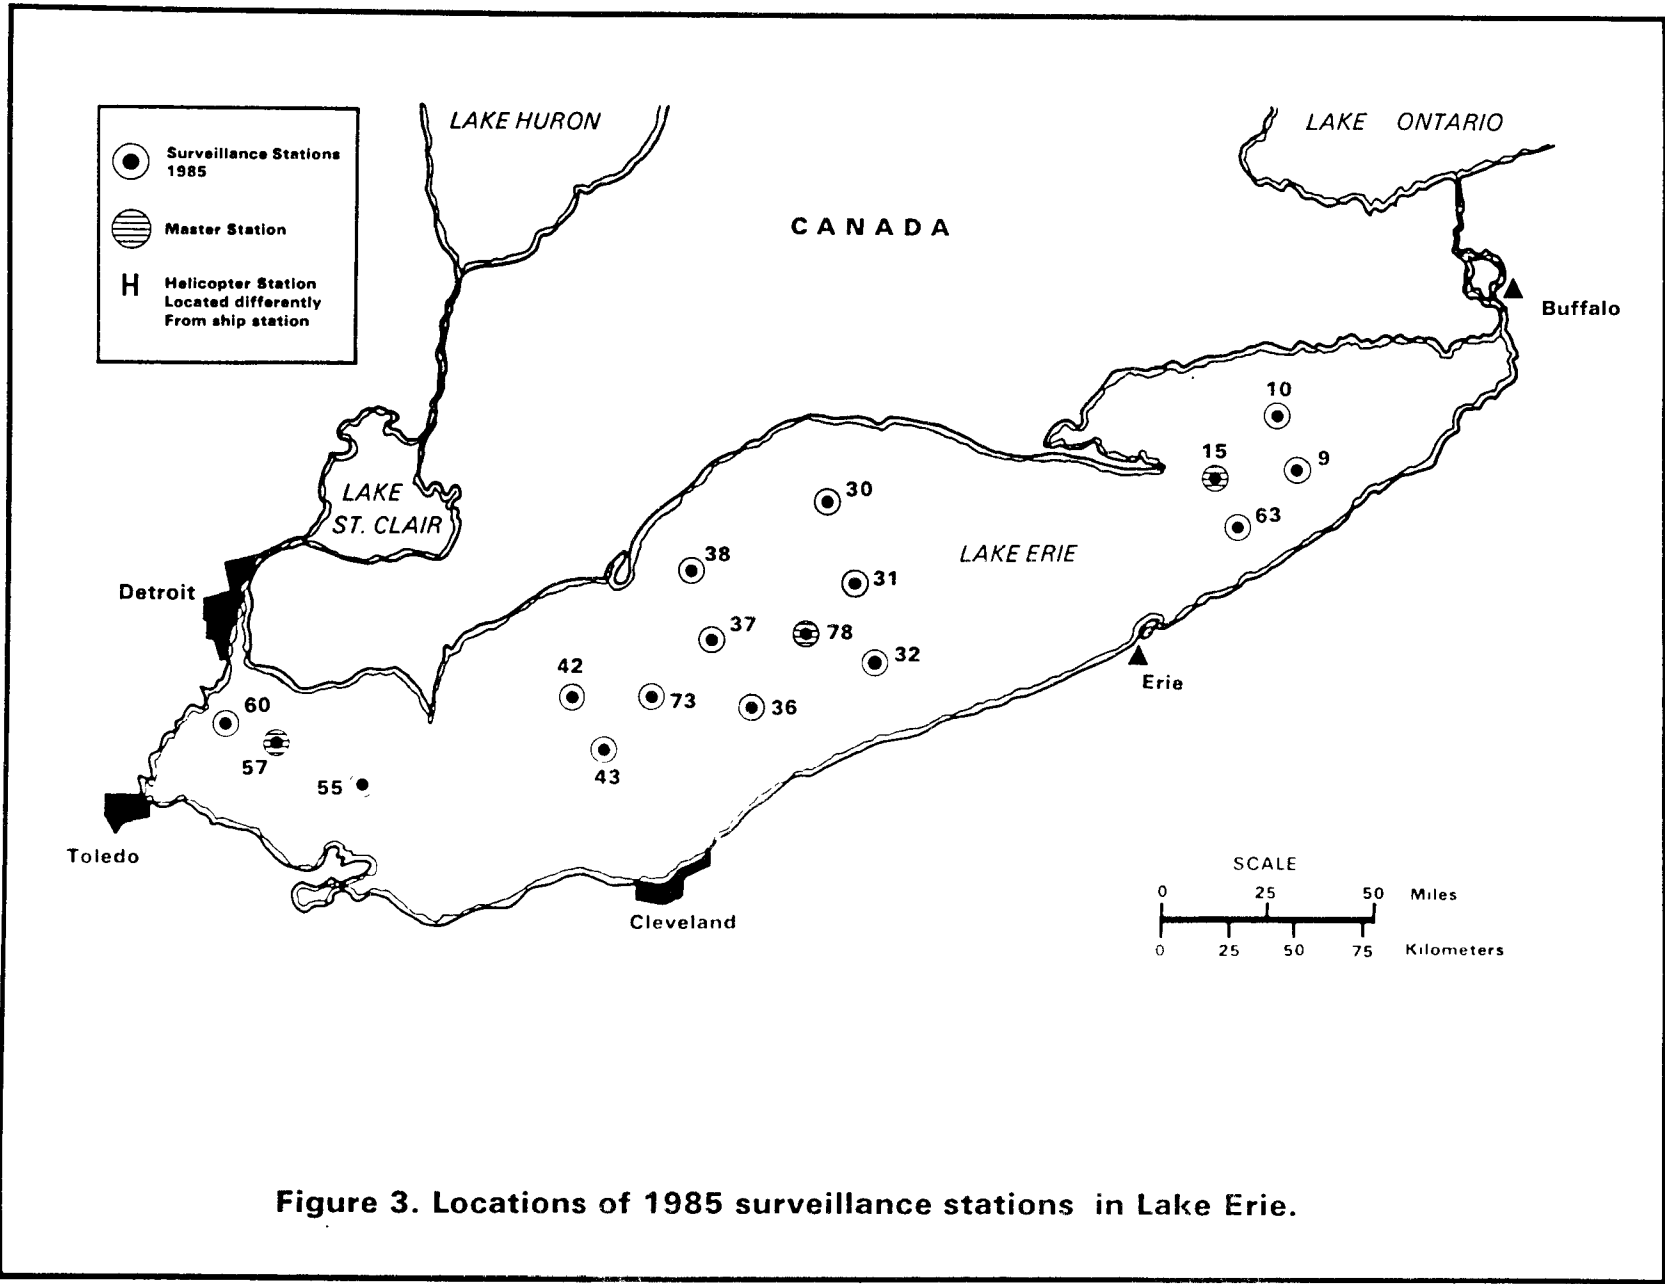 LAKE HURON
LAKE ONTARIO
Surveillance Stations
1985
Master Station
H
Helicopter Station
Located differently
From ship station
CANADA
Buffalo
10
15
9
63
30
LAKE
ST. CLAIR
LAKE ERIE
38
31
Detroit
37
78
32
42
73
36
Erie
60
57
55
43
Toledo
Cleveland
SCALE
0 25 50 Miles
0 25 50 75 Kilometers
Figure 3. Locations of 1985 surveillance stations in Lake Erie.